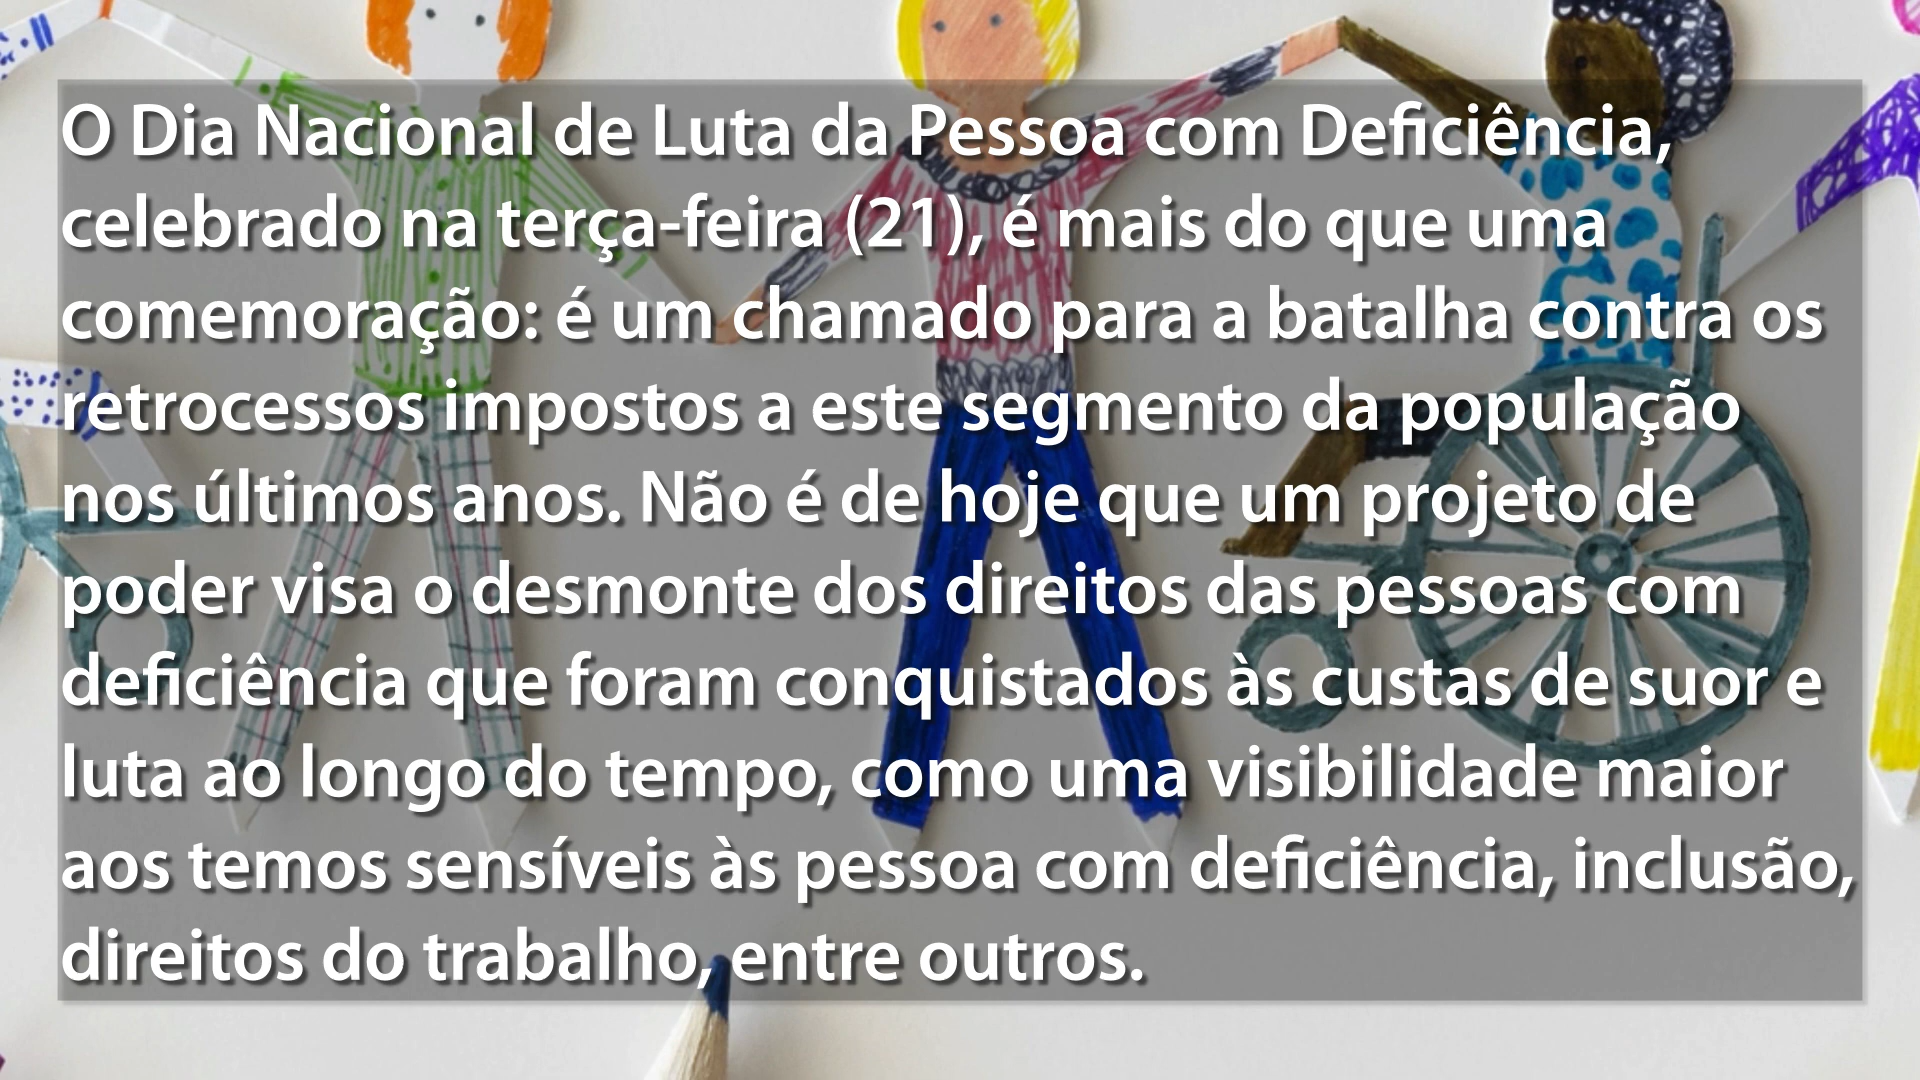 O Dia Nacional de Luta da Pessoa com Deficiência,
celebrado na terça-feira (21), é mais do que uma
comemoração: é um chamado para a batalha contra os
retrocessos impostos a este segmento da população
nos últimos anos. Não é de hoje que um projeto de
poder visa o desmonte dos direitos das pessoas com
deficiência que foram conquistados às custas de suor e
luta ao longo do tempo, como uma visibilidade maior
aos temos sensíveis às pessoa com deficiência, inclusão,
direitos do trabalho, entre outros.